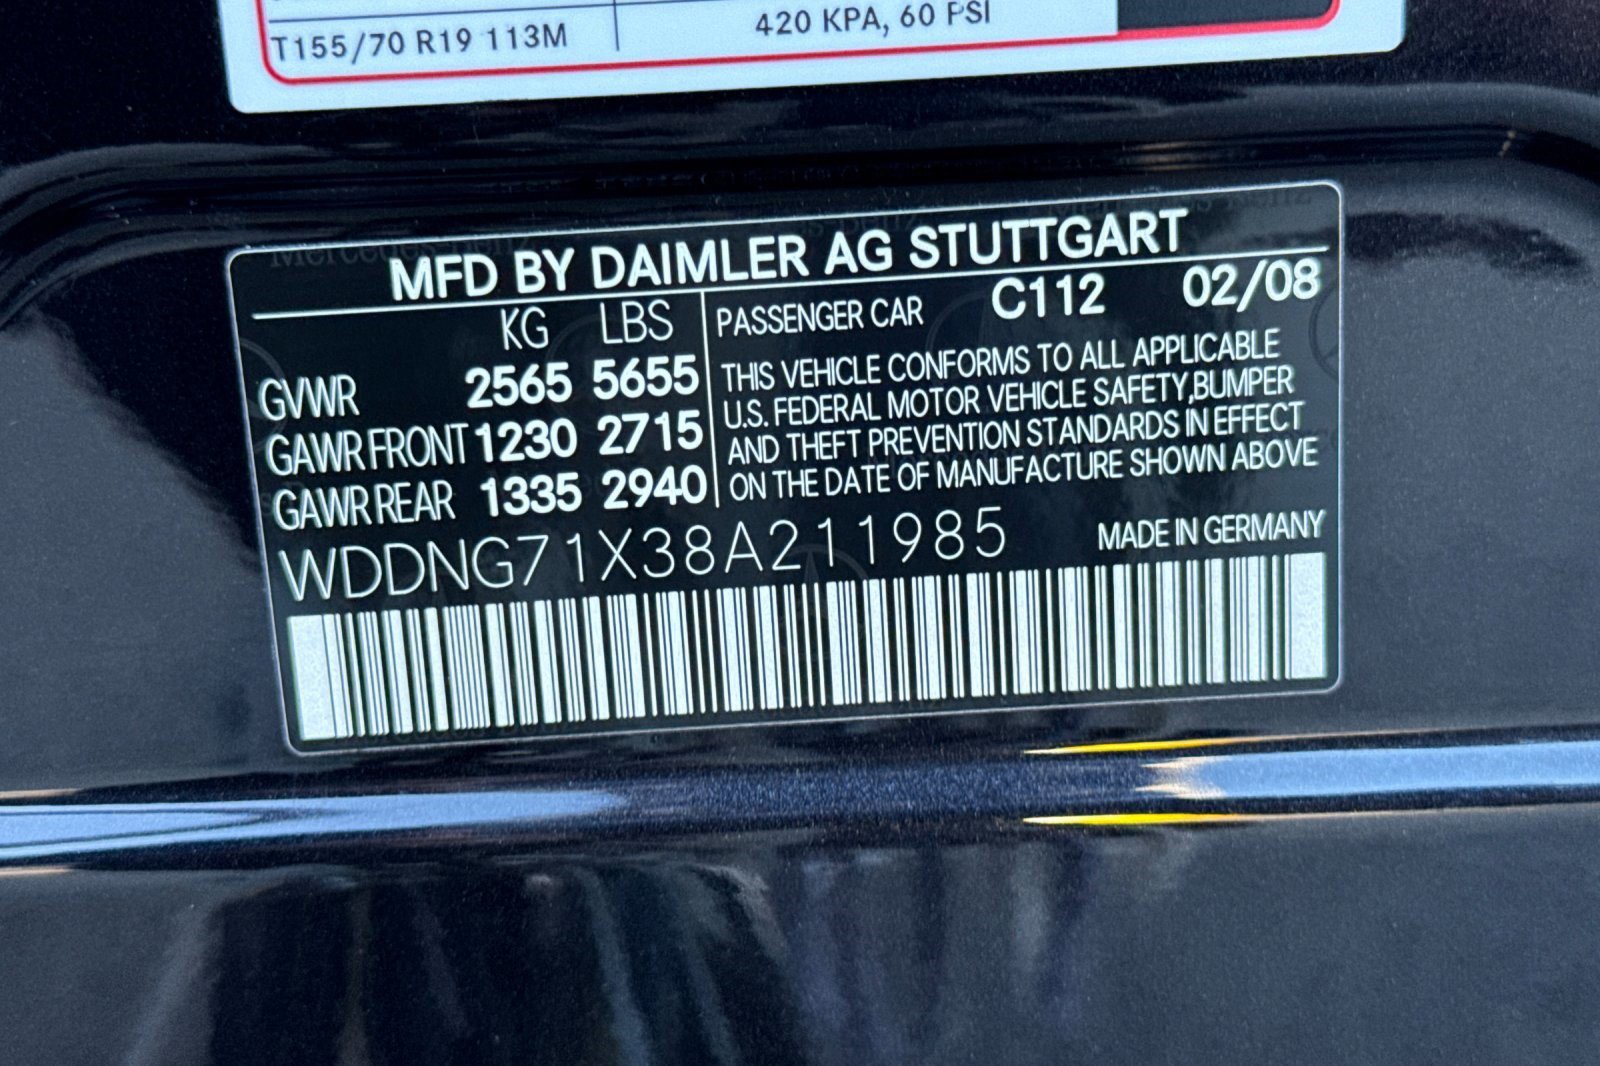 T155/70 R19 113M 420 KPA, 60 PSI
MFD BY DAIMLER AG STUTTGART
KG LBS PASSENGER CAR C112 02/08
GVWR 2565 5655
GAWR FRONT 1230 2715
GAWR REAR 1335 2940
THIS VEHICLE CONFORMS TO ALL APPLICABLE
U.S. FEDERAL MOTOR VEHICLE SAFETY,BUMPER
AND THEFT PREVENTION STANDARDS IN EFFECT
ON THE DATE OF MANUFACTURE SHOWN ABOVE
WDDNG71X38A211985 MADE IN GERMANY